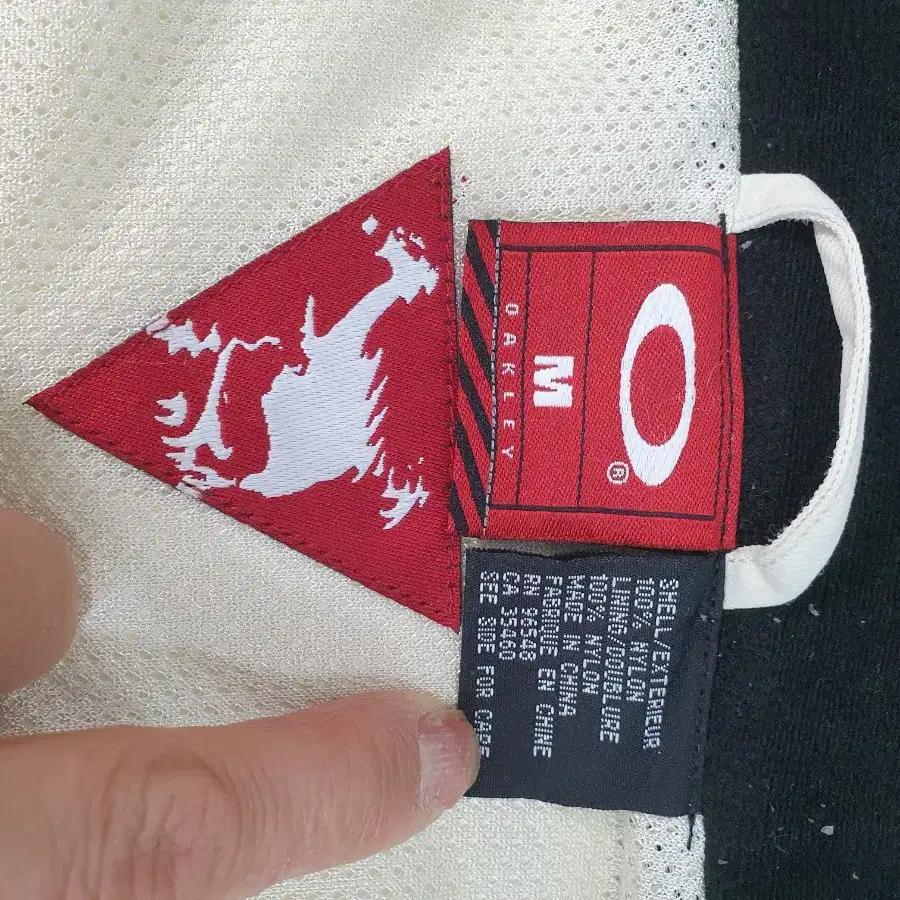 ®
M
OAKLEY
SHELL/EXTERIEUR
100% NYLON
LINING/DOUBLURE
100% NYLON
MADE IN CHINA
FABRIQUE EN CHINE
RN 96548
CA 35460
SEE SIDE FOR CARE